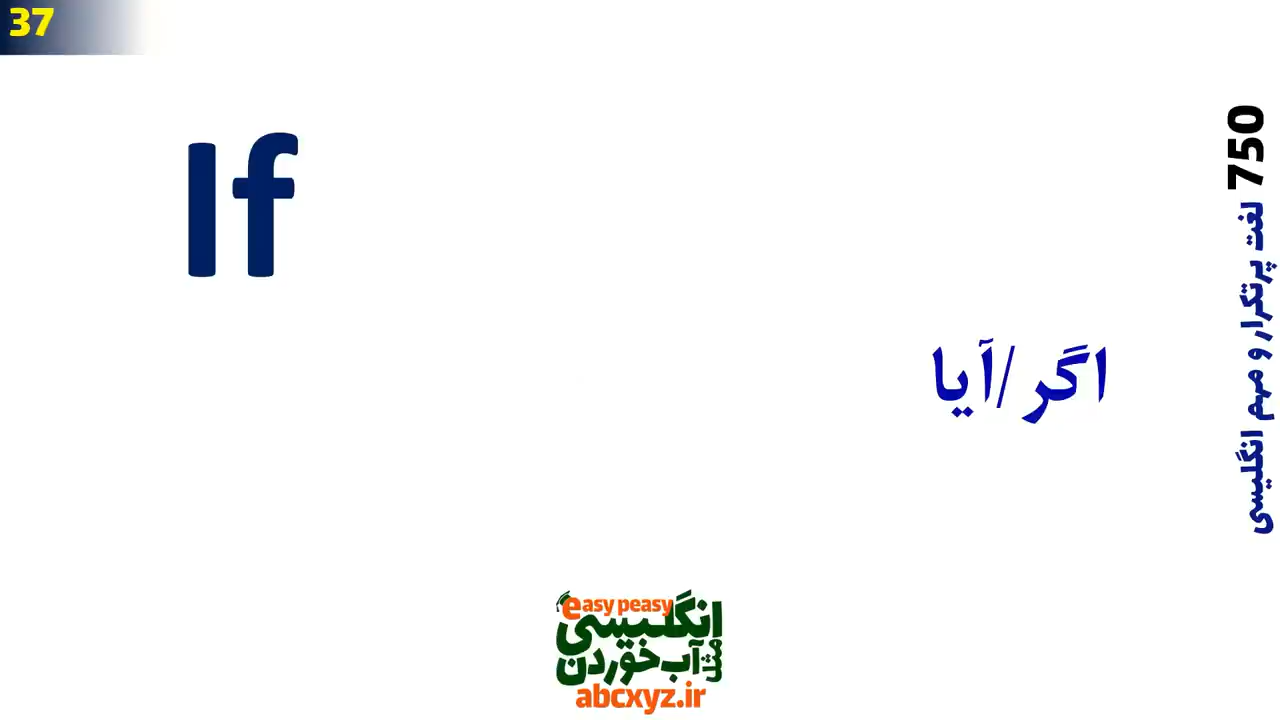 37
If
اگر/آیا
750 لغت پرتکرار و مهم انگلیسی
easy peasy
انگلیسی
مثل آب خوردن
abcxyz.ir